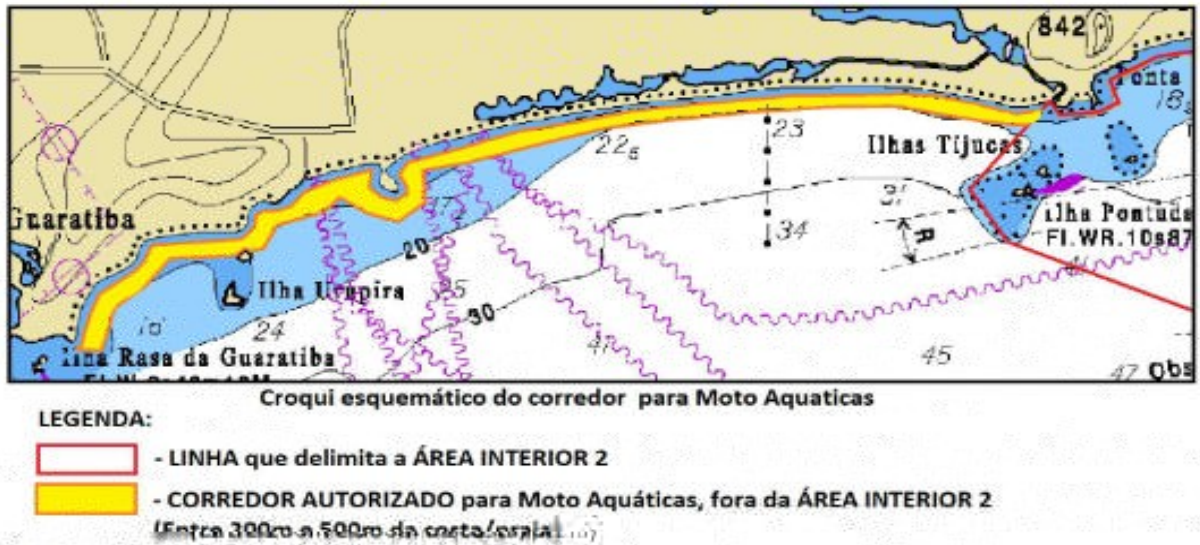 842
Ponta
18
23
22
6
Ilhas Tijucas
31
Guaratiba
Ilha Pontuda
34
R
Fl.WR.10s87
20
Ilha Urupira
25
30
24
Ilha Rasa da Guaratiba
41
45
47 Obs
Croqui esquemático do corredor para Moto Aquaticas
LEGENDA:
- LINHA que delimita a ÁREA INTERIOR 2
- CORREDOR AUTORIZADO para Moto Aquáticas, fora da ÁREA INTERIOR 2
(Entre 300m a 500m da costa/praia)